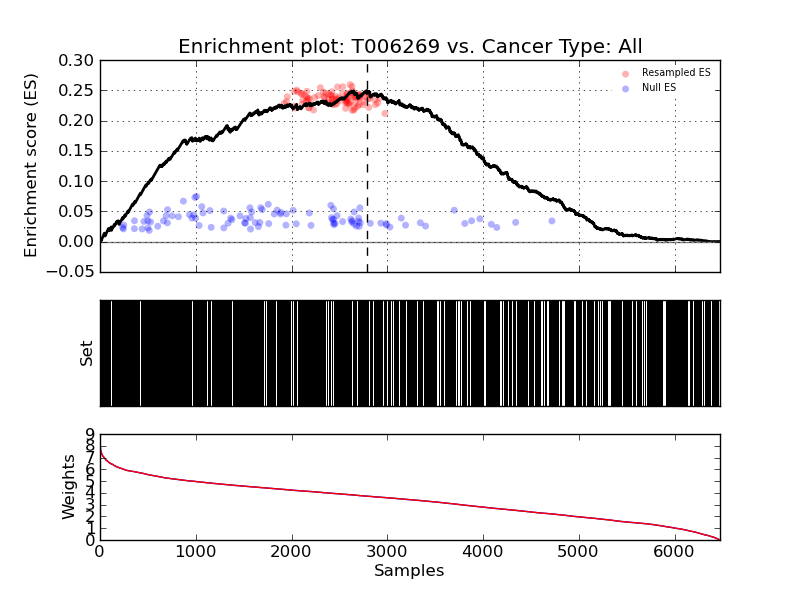 Enrichment plot: T006269 vs. Cancer Type: All
Enrichment score (ES)
0.30
0.25
0.20
0.15
0.10
0.05
0.00
−0.05
Resampled ES
Null ES
Set
Weights
9
8
7
6
5
4
3
2
1
0
0 1000 2000 3000 4000 5000 6000
Samples